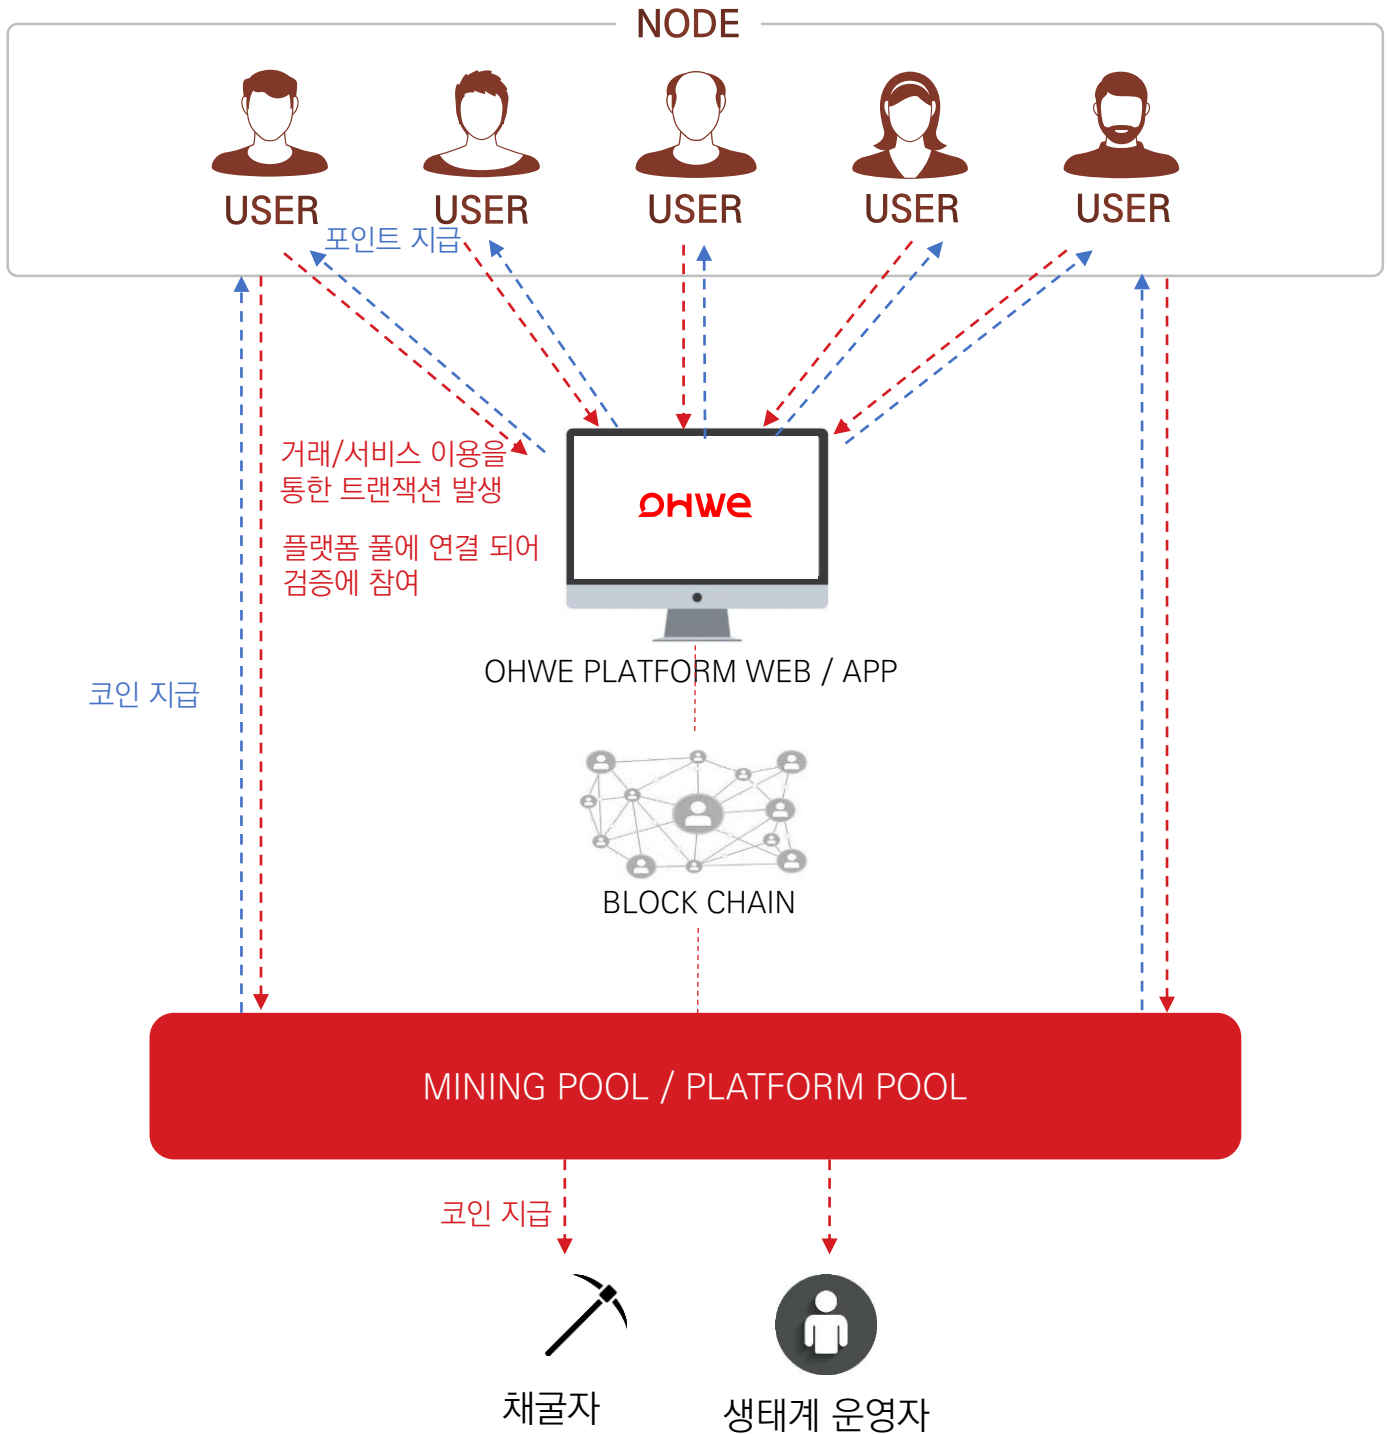 NODE
USER
USER
USER
USER
USER
포인트 지급
거래/서비스 이용을
통한 트랜잭션 발생
플랫폼 풀에 연결 되어
검증에 참여
OHWE
OHWE PLATFORM WEB / APP
코인 지급
BLOCK CHAIN
MINING POOL / PLATFORM POOL
코인 지급
채굴자
생태계 운영자